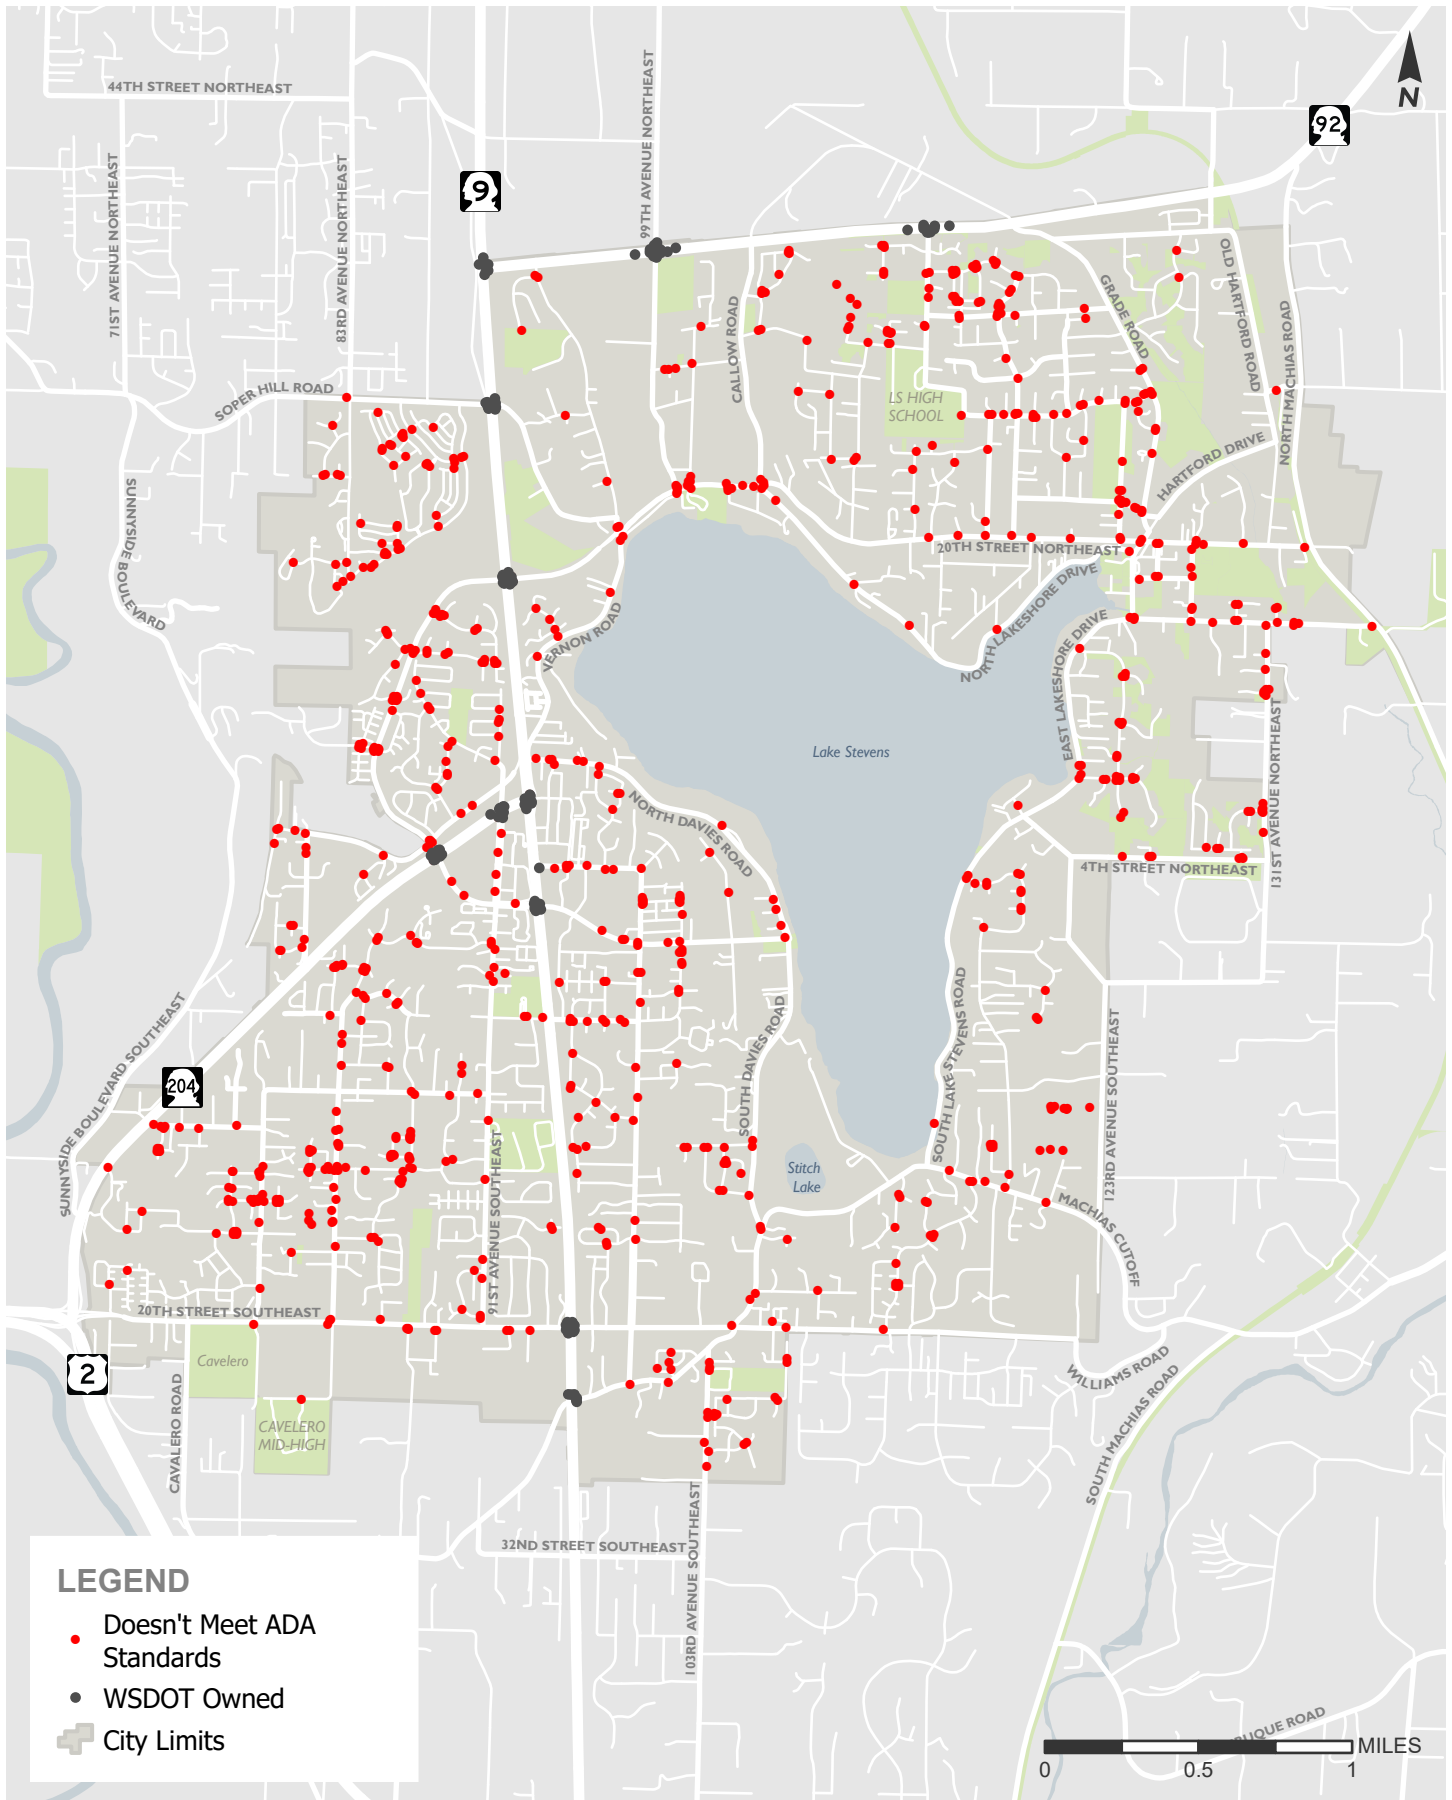 N
92
44TH STREET NORTHEAST
99TH AVENUE NORTHEAST
71ST AVENUE NORTHEAST
83RD AVENUE NORTHEAST
9
OLD HARTFORD ROAD
GRADE ROAD
CALLOW ROAD
NORTH MACHIAS ROAD
SOPER HILL ROAD
LS HIGH
SCHOOL
HARTFORD DRIVE
SUNNYSIDE BOULEVARD
20TH STREET NORTHEAST
NORTH LAKESHORE DRIVE
VERNON ROAD
EAST LAKESHORE DRIVE
131ST AVENUE NORTHEAST
Lake Stevens
NORTH DAVIES ROAD
4TH STREET NORTHEAST
SUNNYSIDE BOULEVARD SOUTHEAST
SOUTH DAVIES ROAD
SOUTH LAKE STEVENS ROAD
123RD AVENUE SOUTHEAST
204
91ST AVENUE SOUTHEAST
Stitch
Lake
MACHIAS CUTOFF
20TH STREET SOUTHEAST
Cavelero
2
WILLIAMS ROAD
SOUTH MACHIAS ROAD
CAVALERO ROAD
CAVELERO
MID-HIGH
32ND STREET SOUTHEAST
103RD AVENUE SOUTHEAST
LEGEND
Doesn't Meet ADA
Standards
WSDOT Owned
City Limits
ROAD
MILES
0 0.5 1